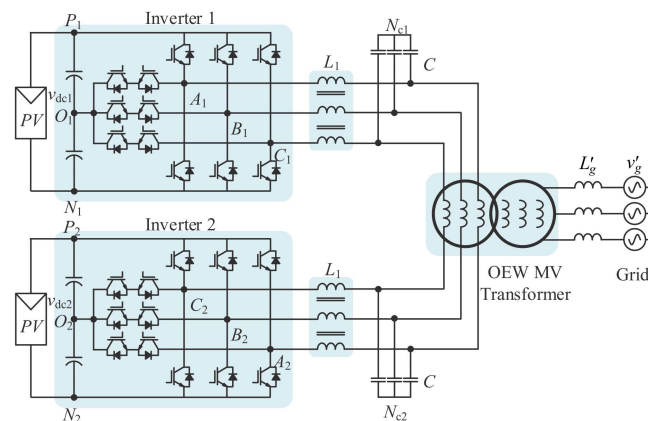 P1 Inverter 1 Nc1
L1 C
vdc1 A1
PV O1 B1
C1
N1
L'g v'g
P2 Inverter 2
L1 OEW MV Grid
Transformer
vdc2 C2
PV O2 B2
A2 C
N2 Nc2